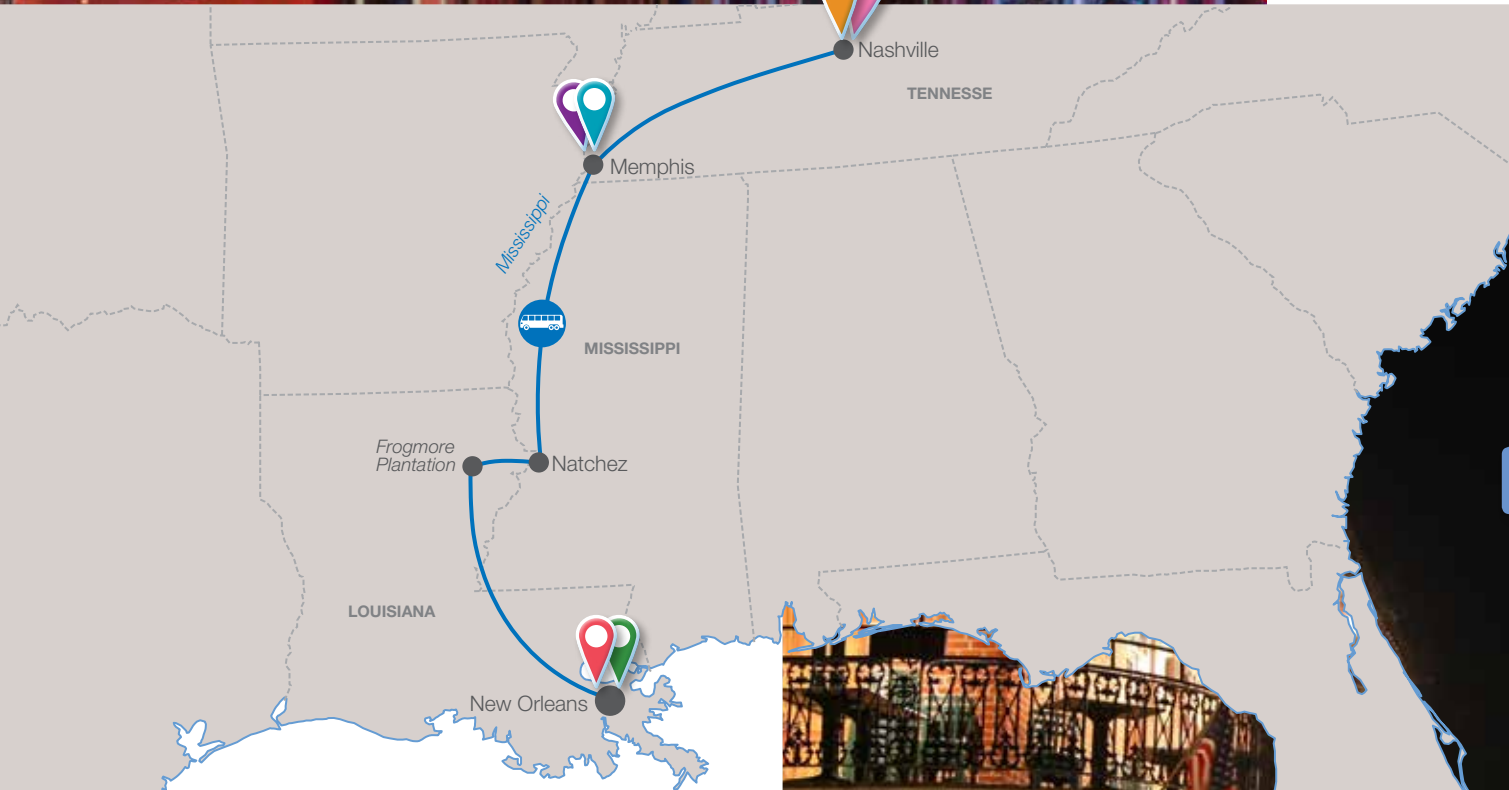 Nashville
TENNESSE
Memphis
Mississippi
MISSISSIPPI
Frogmore
Plantation
Natchez
LOUISIANA
New Orleans